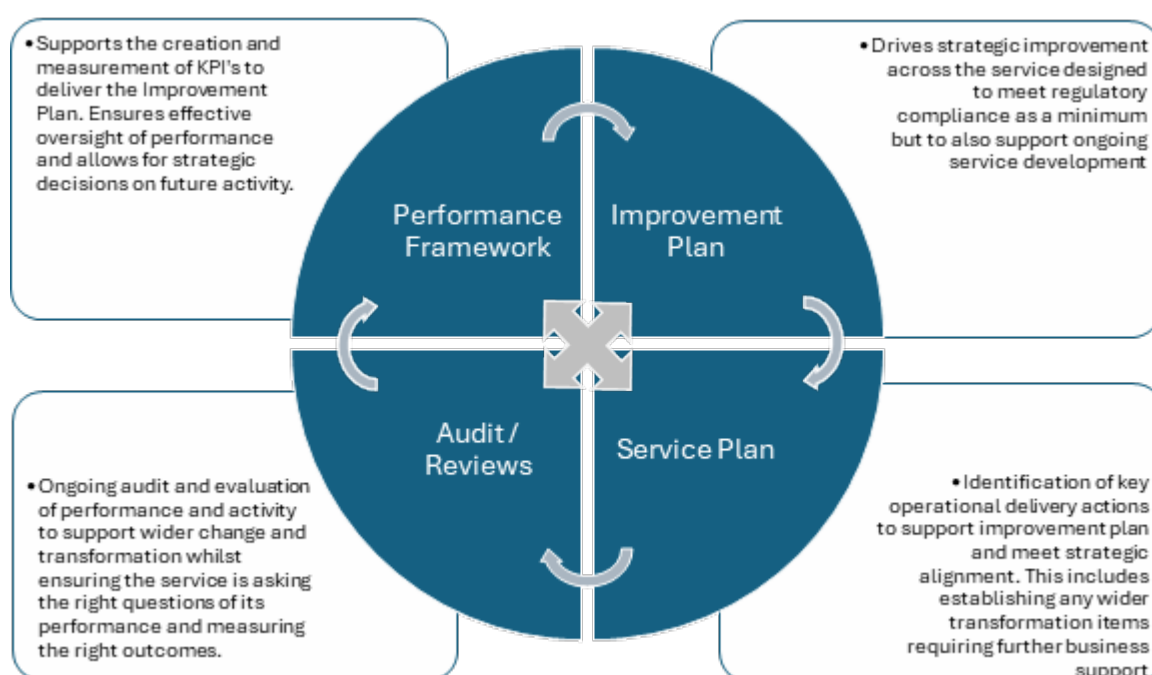 •Supports the creation and
measurement of KPI's to
deliver the Improvement
Plan. Ensures effective
oversight of performance
and allows for strategic
decisions on future activity.
•Drives strategic improvement
across the service designed
to meet regulatory
compliance as a minimum
but to also support ongoing
service development
Performance
Framework
Improvement
Plan
Audit /
Reviews
Service Plan
•Ongoing audit and evaluation
of performance and activity
to support wider change and
transformation whilst
ensuring the service is asking
the right questions of its
performance and measuring
the right outcomes.
•Identification of key
operational delivery actions
to support improvement plan
and meet strategic
alignment. This includes
establishing any wider
transformation items
requiring further business
support